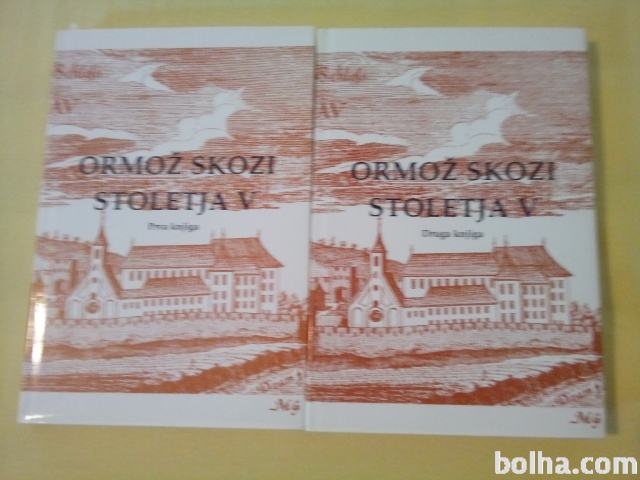 ORMOŽ SKOZI
STOLETJA V
Prva knjiga
ORMOŽ SKOZI
STOLETJA V
Druga knjiga
bolha.com